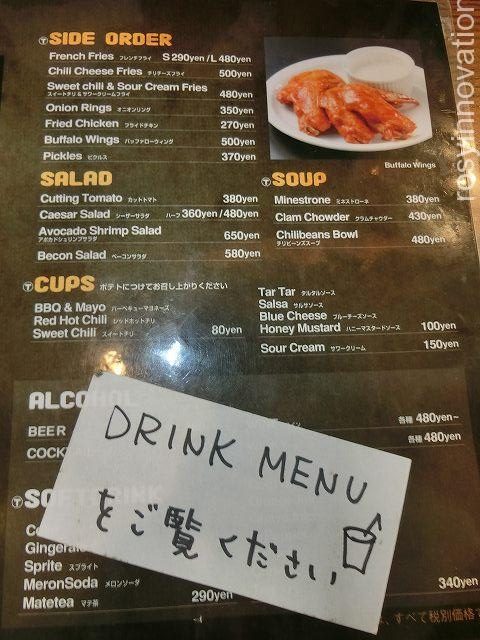 Ⓣ SIDE ORDER
French Fries フレンチフライ S 290yen / L 480yen
Chili Cheese Fries チリチーズフライ 500yen
Sweet chili & Sour Cream Fries
スイートチリ & サワークリームフライ 480yen
Onion Rings オニオンリング 350yen
Fried Chicken フライドチキン 270yen
Buffalo Wings バッファローウィング 500yen
Pickles ピクルス 370yen
Buffalo Wings
SALAD
Cutting Tomato カットトマト 380yen
Caesar Salad シーザーサラダ ハーフ 360yen / 480yen
Avocado Shrimp Salad
アボカドシュリンプサラダ 650yen
Becon Salad ベーコンサラダ 580yen
Ⓣ SOUP
Minestrone ミネストローネ 380yen
Clam Chowder クラムチャウダー 430yen
Chilibeans Bowl
チリビーンズスープ 480yen
Ⓣ CUPS ポテトにつけてお召し上がりください
BBQ & Mayo バーベキューマヨネーズ
Red Hot Chili レッドホットチリ
Sweet Chili スイートチリ 80yen
Tar Tar タルタルソース
Salsa サルサソース
Blue Cheese ブルーチーズソース
Honey Mustard ハニーマスタードソース 100yen
Sour Cream サワークリーム 150yen
ALCOHOL
BEER 各種 480yen~
各種 480yen
DRINK MENU
をご覧ください
Gingerale
Sprite スプライト
MeronSoda メロンソーダ
Matetea マテ茶 290yen
340yen
すべて税別価格で
rosyinnovation